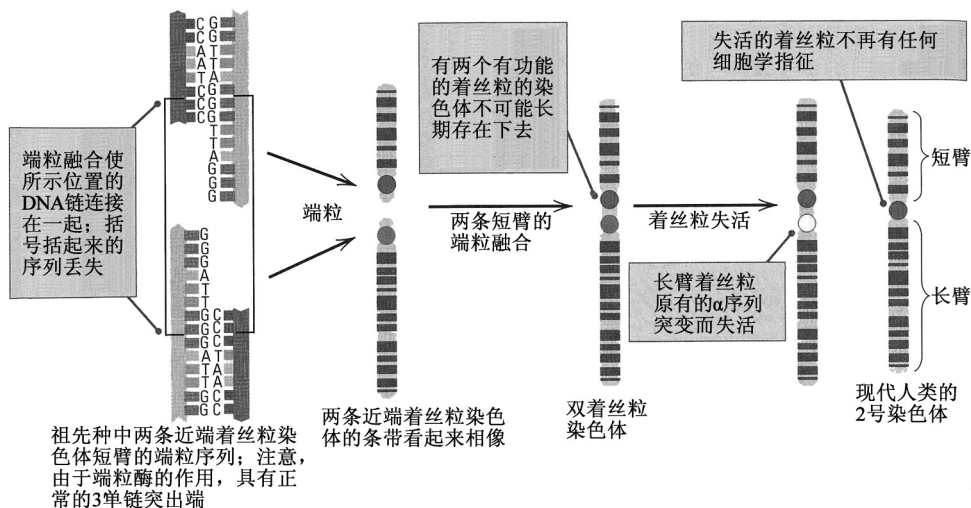 C G
C G
A T
A T
T A
C G
C G
C G
T
T
A
G
G
G
端粒融合使
所示位置的
DNA链连接
在一起；括
号括起来的
序列丢失
G
G
G
A
T
T
G C
G C
G C
A T
T A
T A
G C
G C
祖先种中两条近端着丝粒染
色体短臂的端粒序列；注意，
由于端粒酶的作用，具有正
常的3单链突出端
端粒
两条近端着丝粒染色
体的条带看起来相像
两条短臂的
端粒融合
有两个有功能
的着丝粒的染
色体不可能长
期存在下去
双着丝粒
染色体
着丝粒失活
长臂着丝粒
原有的α序列
突变而失活
失活的着丝粒不再有任何
细胞学指征
短臂
长臂
现代人类的
2号染色体